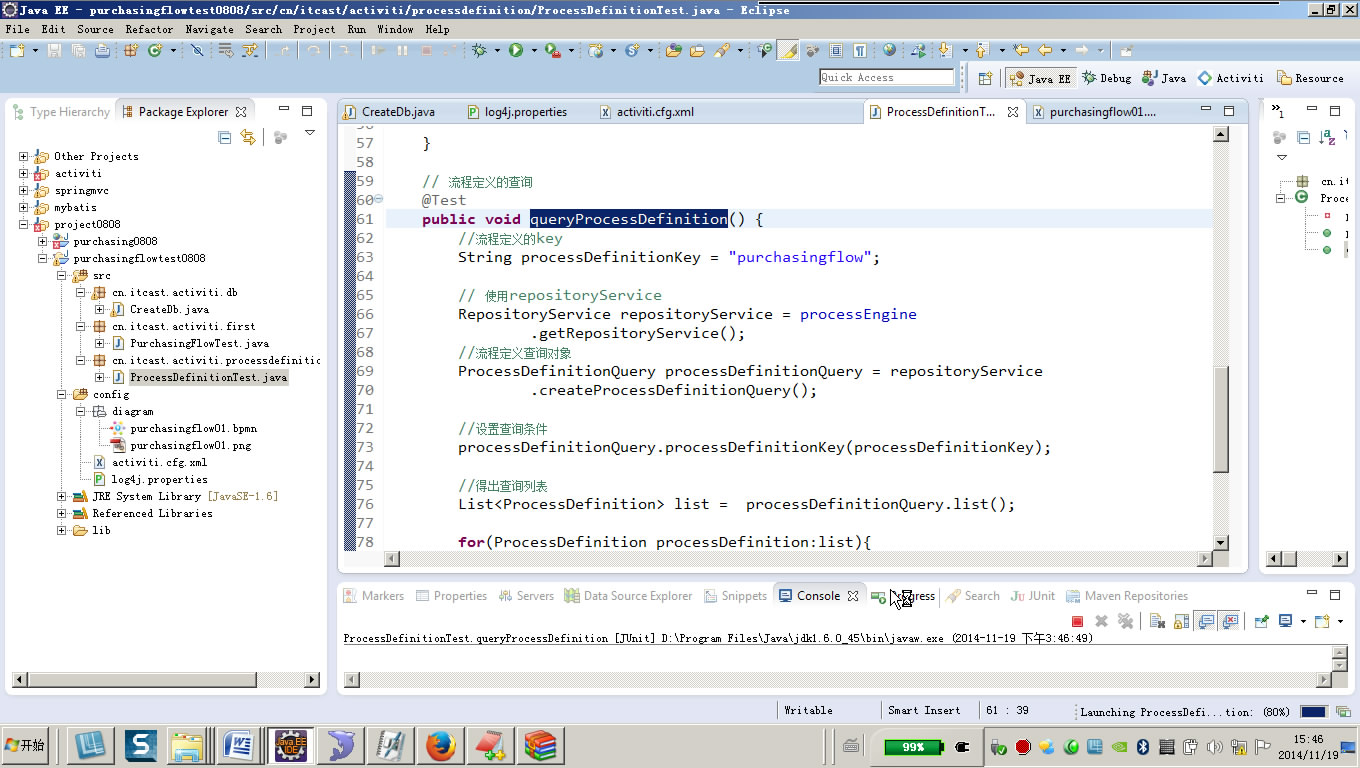 Java EE - purchasingflowtest0808/src/cn/itcast/activiti/processdefinition/ProcessDefinitionTest.java - Eclipse
File Edit Source Refactor Navigate Search Project Run Window Help
Quick Access
Java EE Debug Java Activiti Resource
Type Hierarchy Package Explorer
CreateDb.java log4j.properties activiti.cfg.xml ProcessDefinitionT... purchasingflow01....
Other Projects
activiti
springmvc
mybatis
project0808
purchasing0808
purchasingflowtest0808
src
cn.itcast.activiti.db
CreateDb.java
cn.itcast.activiti.first
PurchasingFlowTest.java
cn.itcast.activiti.processdefinitic
ProcessDefinitionTest.java
config
diagram
purchasingflow01.bpmn
purchasingflow01.png
activiti.cfg.xml
log4j.properties
JRE System Library [JavaSE-1.6]
Referenced Libraries
lib
57 }
58
59 // 流程定义的查询
60 @Test
61 public void queryProcessDefinition() {
62 //流程定义的key
63 String processDefinitionKey = "purchasingflow";
64
65 // 使用repositoryService
66 RepositoryService repositoryService = processEngine
67 .getRepositoryService();
68 //流程定义查询对象
69 ProcessDefinitionQuery processDefinitionQuery = repositoryService
70 .createProcessDefinitionQuery();
71
72 //设置查询条件
73 processDefinitionQuery.processDefinitionKey(processDefinitionKey);
74
75 //得出查询列表
76 List<ProcessDefinition> list = processDefinitionQuery.list();
77
78 for(ProcessDefinition processDefinition:list){
cn.it
Proce
Markers Properties Servers Data Source Explorer Snippets Console Search JUnit Maven Repositories
ProcessDefinitionTest.queryProcessDefinition [JUnit] D:\Program Files\Java\jdk1.6.0_45\bin\javaw.exe (2014-11-19 下午3:46:49)
Writable Smart Insert 61 : 39 Launching ProcessDefi...tion: (80%)
开始 99% 15:46
2014/11/19